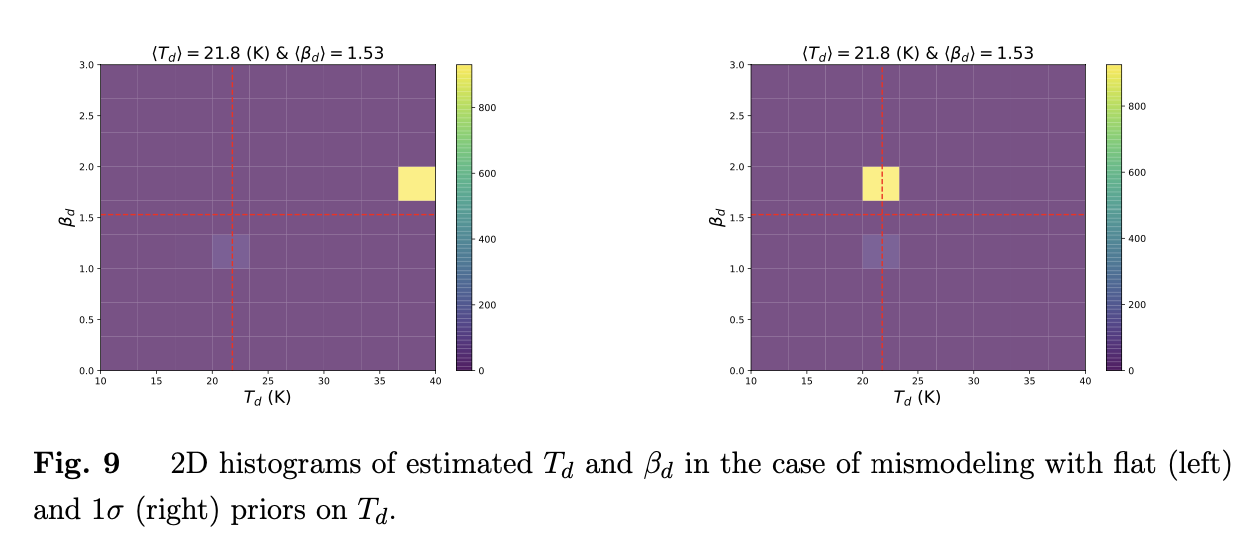 ⟨T_d⟩ = 21.8 (K) & ⟨β_d⟩ = 1.53
3.0
2.5
2.0
1.5
1.0
0.5
0.0
β_d
10 15 20 25 30 35 40
T_d (K)
800
600
400
200
0
⟨T_d⟩ = 21.8 (K) & ⟨β_d⟩ = 1.53
3.0
2.5
2.0
1.5
1.0
0.5
0.0
β_d
10 15 20 25 30 35 40
T_d (K)
800
600
400
200
0
Fig. 9 2D histograms of estimated T_d and β_d in the case of mismodeling with flat (left)
and 1σ (right) priors on T_d.